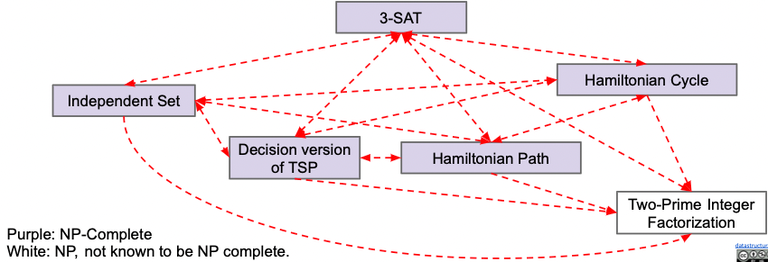 3-SAT
Hamiltonian Cycle
Independent Set
Decision version
of TSP
Hamiltonian Path
Two-Prime Integer
Factorization
Purple: NP-Complete
White: NP, not known to be NP complete.
datastructur